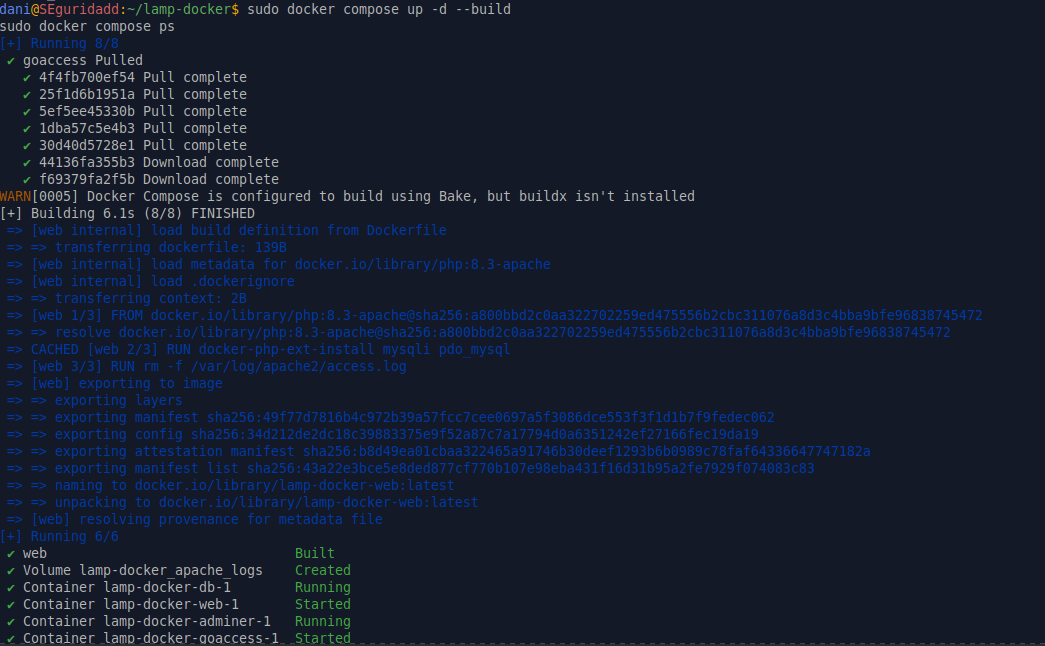 dani@SEguridadd:~/lamp-docker$ sudo docker compose up -d --build
sudo docker compose ps
[+] Running 8/8
✔ goaccess Pulled
✔ 4f4fb700ef54 Pull complete
✔ 25f1d6b1951a Pull complete
✔ 5ef5ee45330b Pull complete
✔ 1dba57c5e4b3 Pull complete
✔ 30d40d5728e1 Pull complete
✔ 44136fa355b3 Download complete
✔ f69379fa2f5b Download complete
WARN[0005] Docker Compose is configured to build using Bake, but buildx isn't installed
[+] Building 6.1s (8/8) FINISHED
=> [web internal] load build definition from Dockerfile
=> => transferring dockerfile: 139B
=> [web internal] load metadata for docker.io/library/php:8.3-apache
=> [web internal] load .dockerignore
=> => transferring context: 2B
=> [web 1/3] FROM docker.io/library/php:8.3-apache@sha256:a800bbd2c0aa322702259ed475556b2cbc311076a8d3c4bba9bfe96838745472
=> => resolve docker.io/library/php:8.3-apache@sha256:a800bbd2c0aa322702259ed475556b2cbc311076a8d3c4bba9bfe96838745472
=> CACHED [web 2/3] RUN docker-php-ext-install mysqli pdo_mysql
=> [web 3/3] RUN rm -f /var/log/apache2/access.log
=> [web] exporting to image
=> => exporting layers
=> => exporting manifest sha256:49f77d7816b4c972b39a57fcc7cee0697a5f3086dce553f3f1d1b7f9fedec062
=> => exporting config sha256:34d212de2dc18c39883375e9f52a87c7a17794d0a6351242ef27166fec19da19
=> => exporting attestation manifest sha256:b8d49ea01cbaa322465a91746b30deef1293b6b0989c78faf64336647747182a
=> => exporting manifest list sha256:43a22e3bce5e8ded877cf770b107e98eba431f16d31b95a2fe7929f074083c83
=> => naming to docker.io/library/lamp-docker-web:latest
=> => unpacking to docker.io/library/lamp-docker-web:latest
=> [web] resolving provenance for metadata file
[+] Running 6/6
✔ web Built
✔ Volume lamp-docker_apache_logs Created
✔ Container lamp-docker-db-1 Running
✔ Container lamp-docker-web-1 Started
✔ Container lamp-docker-adminer-1 Running
✔ Container lamp-docker-goaccess-1 Started